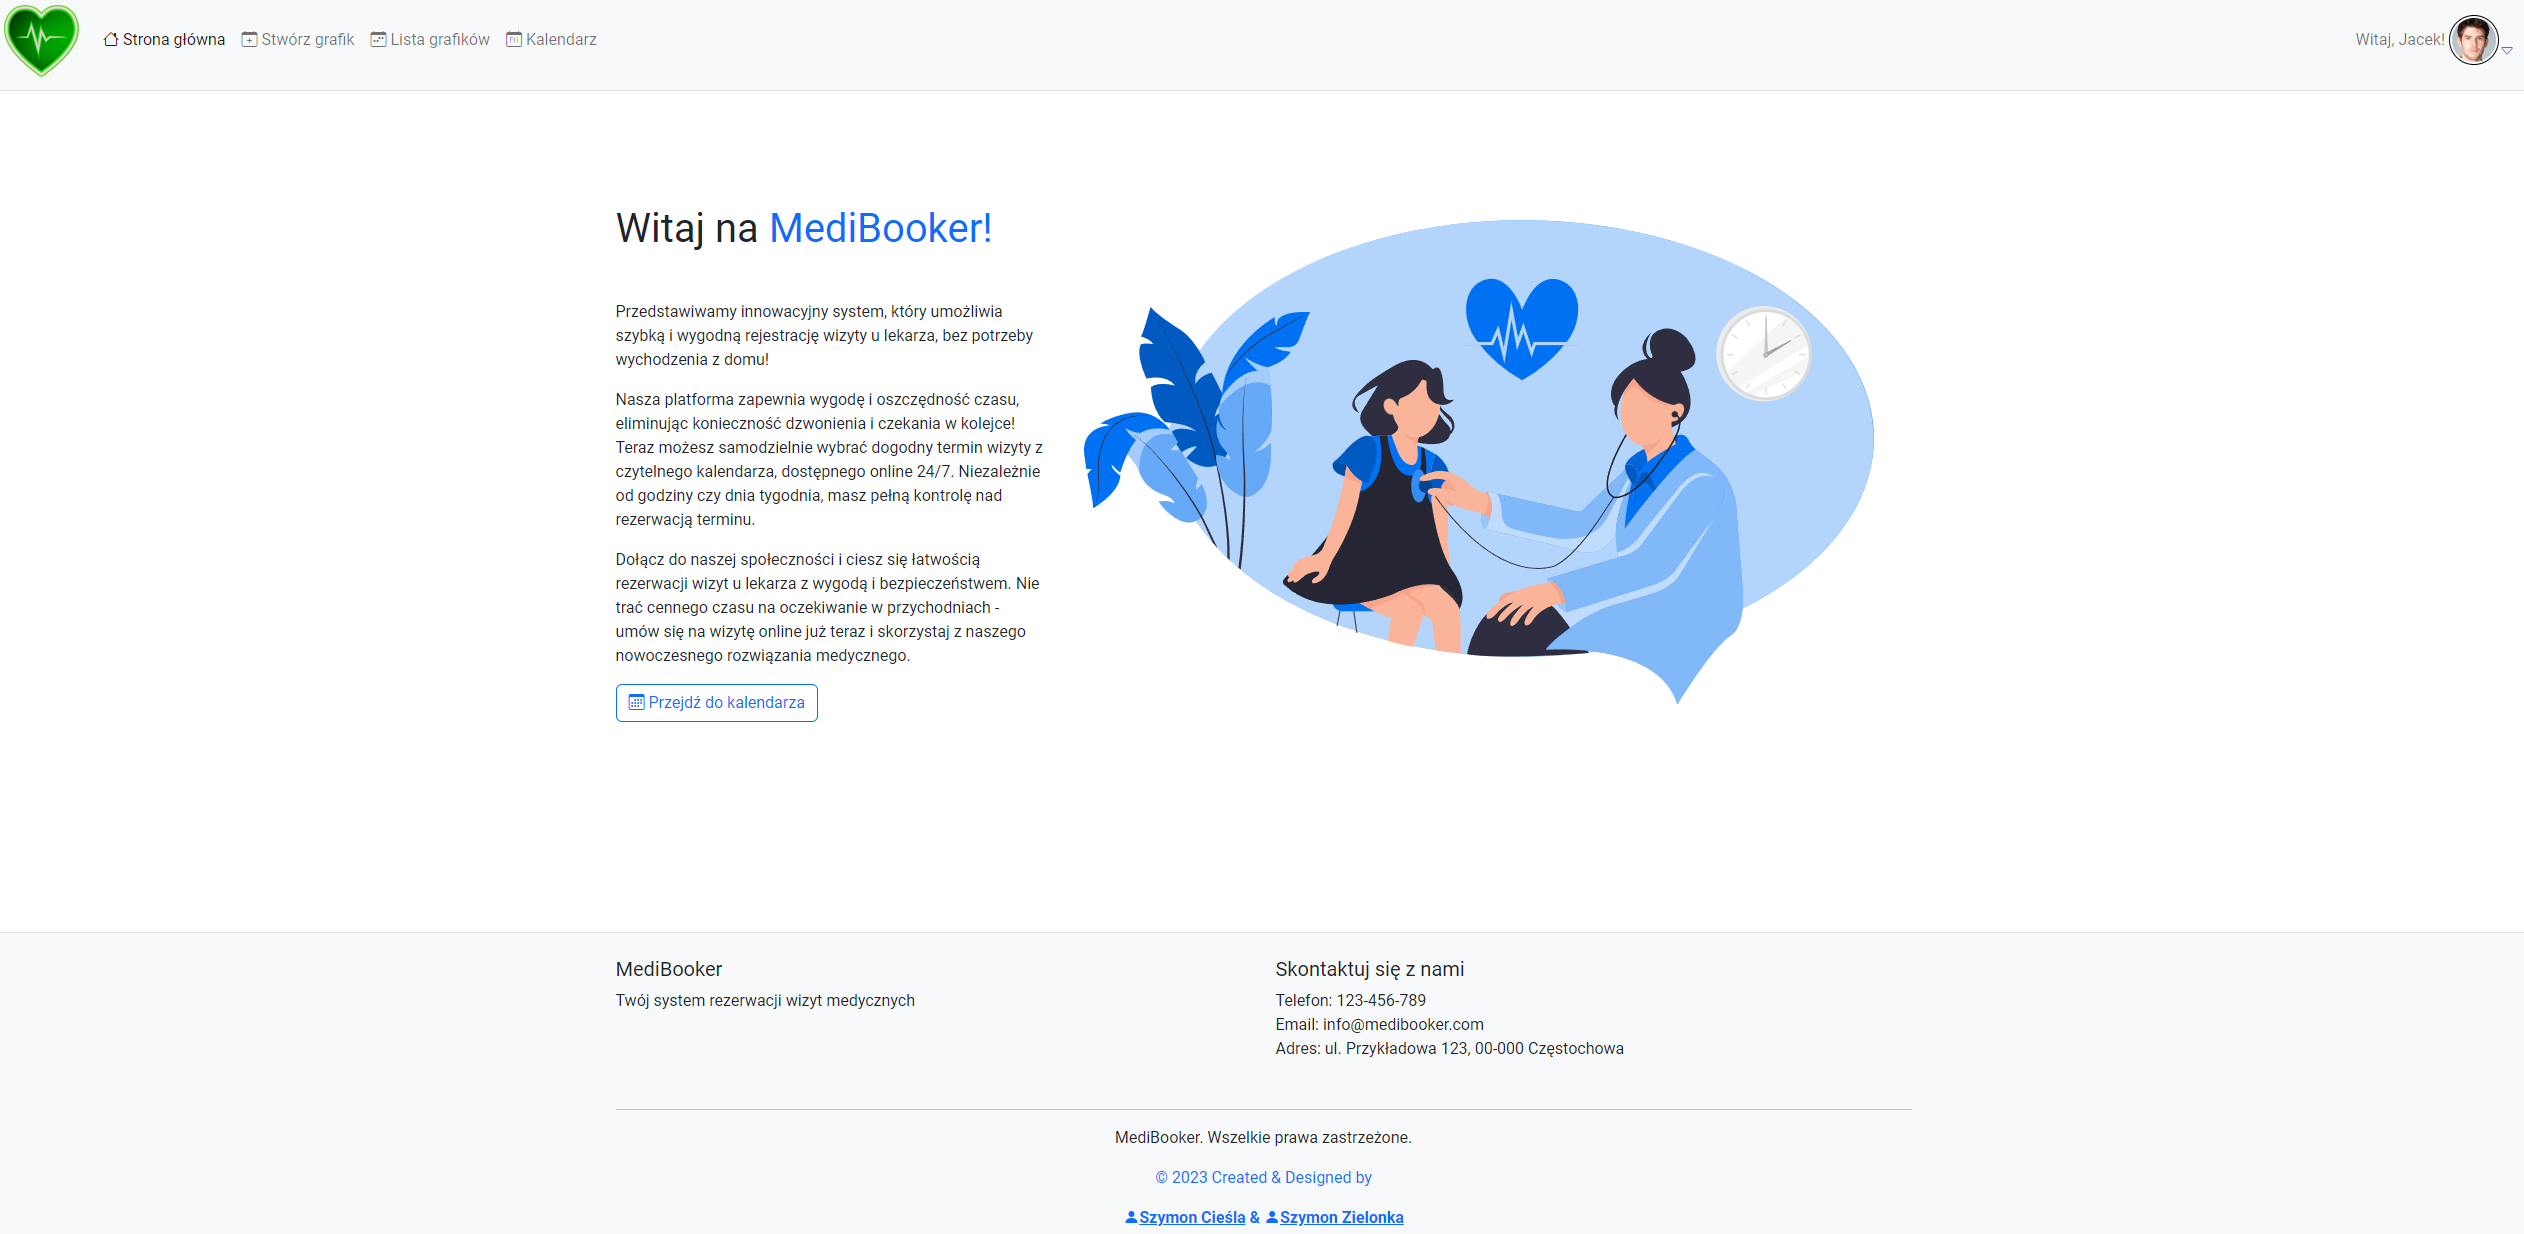 Strona główna Stwórz grafik Lista grafików Fri Kalendarz Witaj, Jacek!
Witaj na MediBooker!
Przedstawiwamy innowacyjny system, który umożliwia
szybką i wygodną rejestrację wizyty u lekarza, bez potrzeby
wychodzenia z domu!
Nasza platforma zapewnia wygodę i oszczędność czasu,
eliminując konieczność dzwonienia i czekania w kolejce!
Teraz możesz samodzielnie wybrać dogodny termin wizyty z
czytelnego kalendarza, dostępnego online 24/7. Niezależnie
od godziny czy dnia tygodnia, masz pełną kontrolę nad
rezerwacją terminu.
Dołącz do naszej społeczności i ciesz się łatwością
rezerwacji wizyt u lekarza z wygodą i bezpieczeństwem. Nie
trać cennego czasu na oczekiwanie w przychodniach -
umów się na wizytę online już teraz i skorzystaj z naszego
nowoczesnego rozwiązania medycznego.
Przejdź do kalendarza
MediBooker
Twój system rezerwacji wizyt medycznych
Skontaktuj się z nami
Telefon: 123-456-789
Email: info@medibooker.com
Adres: ul. Przykładowa 123, 00-000 Częstochowa
MediBooker. Wszelkie prawa zastrzeżone.
© 2023 Created & Designed by
Szymon Cieśla & Szymon Zielonka